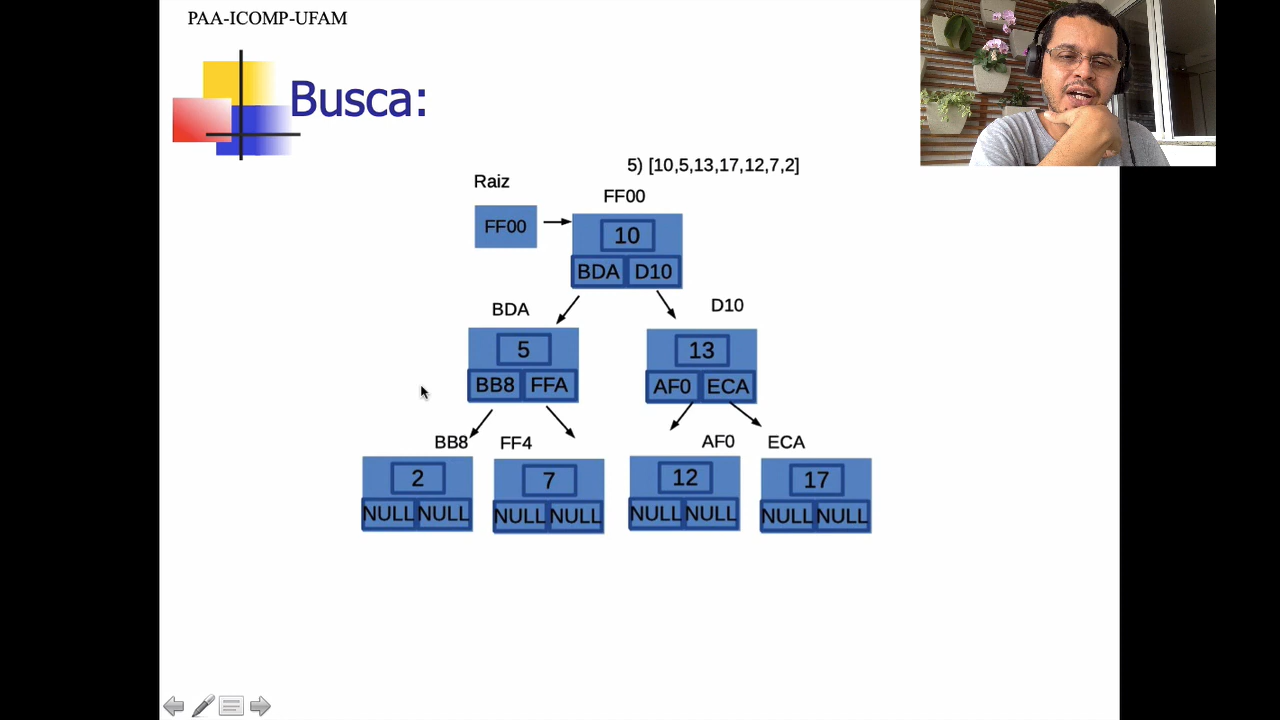 PAA-ICOMP-UFAM
Busca:
5) [10,5,13,17,12,7,2]
Raiz
FF00
FF00
10
BDA D10
BDA
D10
5
13
BB8 FFA
AF0 ECA
BB8
FF4
AF0
ECA
2
7
12
17
NULL NULL
NULL NULL
NULL NULL
NULL NULL